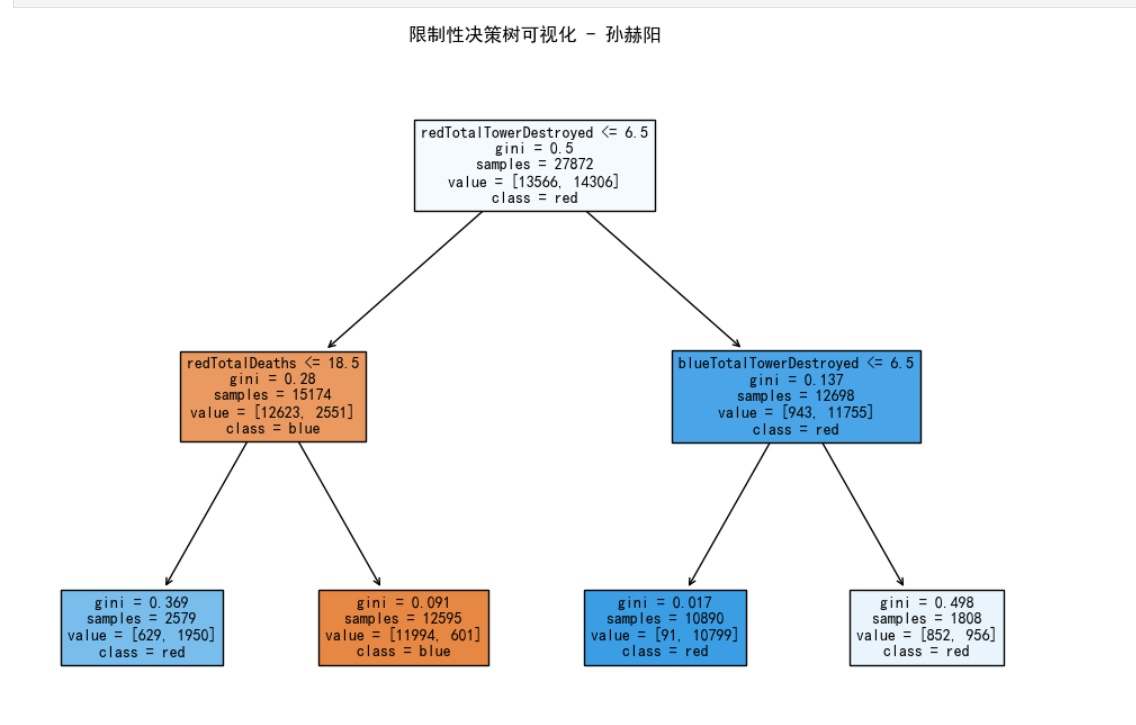 限制性决策树可视化 - 孙赫阳
redTotalTowerDestroyed <= 6.5
gini = 0.5
samples = 27872
value = [13566, 14306]
class = red
redTotalDeaths <= 18.5
gini = 0.28
samples = 15174
value = [12623, 2551]
class = blue
blueTotalTowerDestroyed <= 6.5
gini = 0.137
samples = 12698
value = [943, 11755]
class = red
gini = 0.369
samples = 2579
value = [629, 1950]
class = red
gini = 0.091
samples = 12595
value = [11994, 601]
class = blue
gini = 0.017
samples = 10890
value = [91, 10799]
class = red
gini = 0.498
samples = 1808
value = [852, 956]
class = red